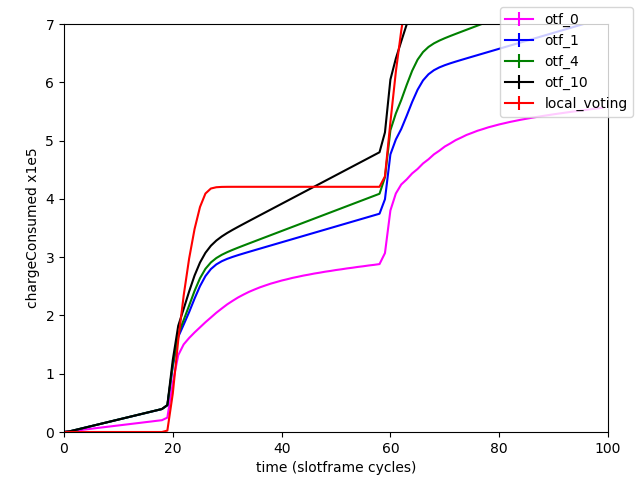 otf_0
otf_1
otf_4
otf_10
local_voting
chargeConsumed x1e5
7
6
5
4
3
2
1
0
0 20 40 60 80 100
time (slotframe cycles)